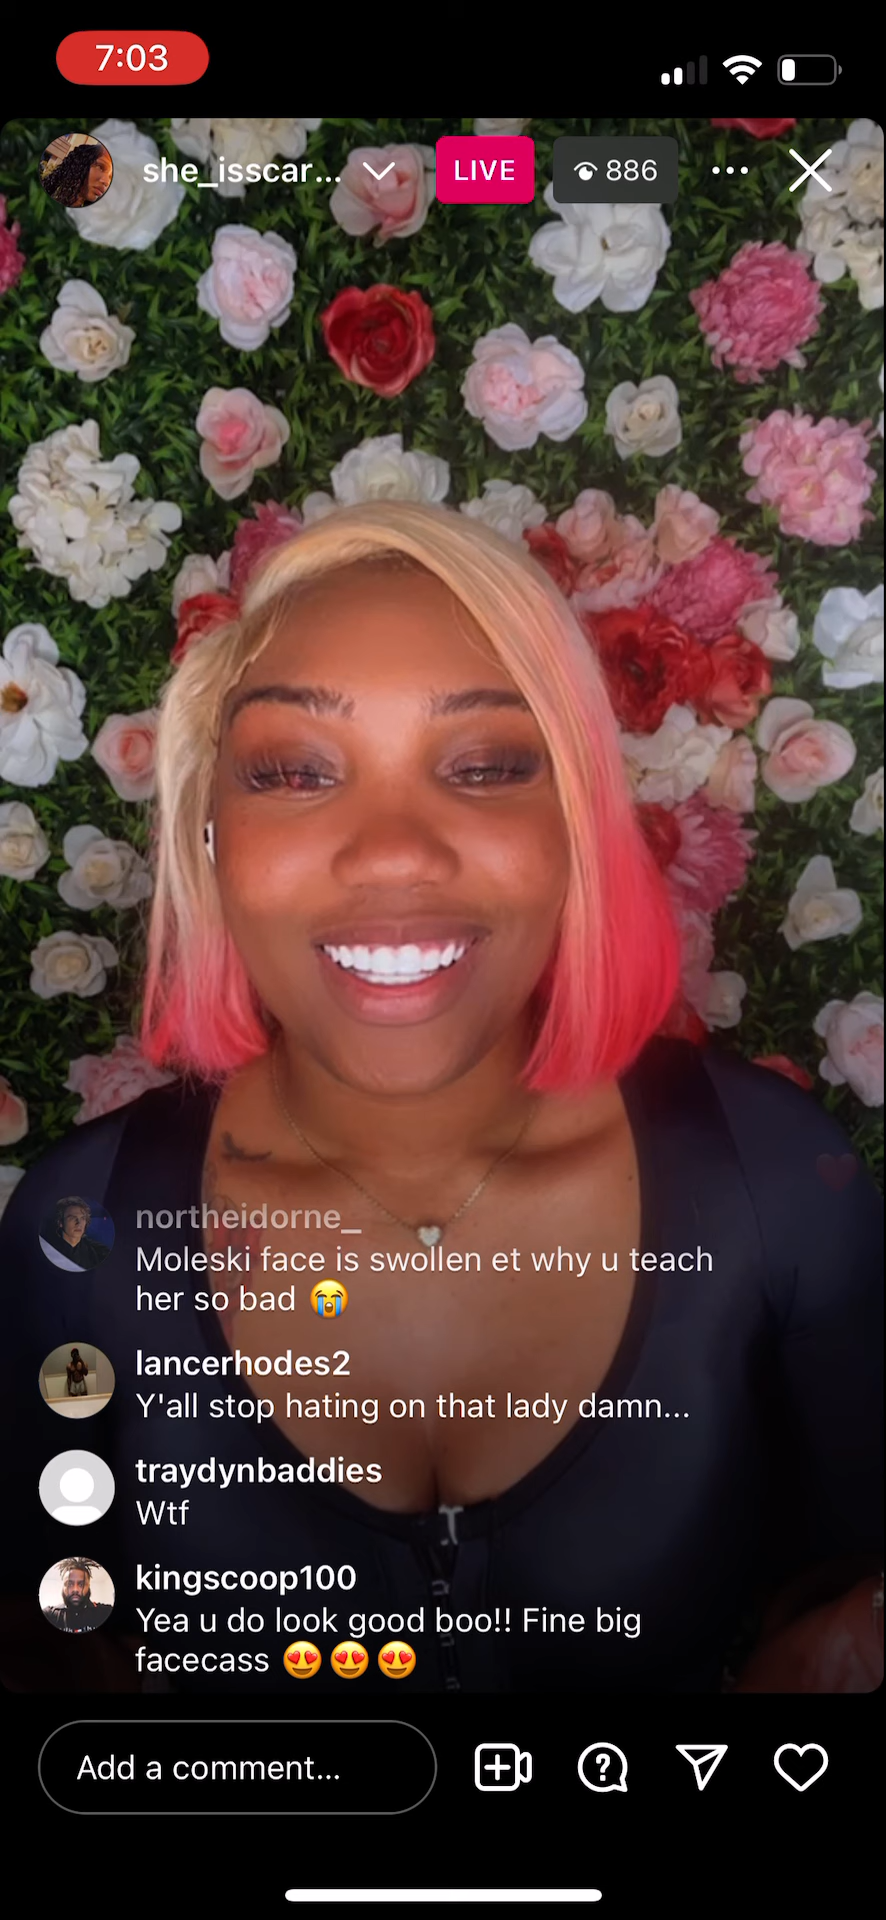 7:03
she_isscar... LIVE 886
northeidorne_
Moleski face is swollen et why u teach
her so bad 😭
lancerhodes2
Y'all stop hating on that lady damn...
traydynbaddies
Wtf
kingscoop100
Yea u do look good boo!! Fine big
facecass 😍😍😍
Add a comment...